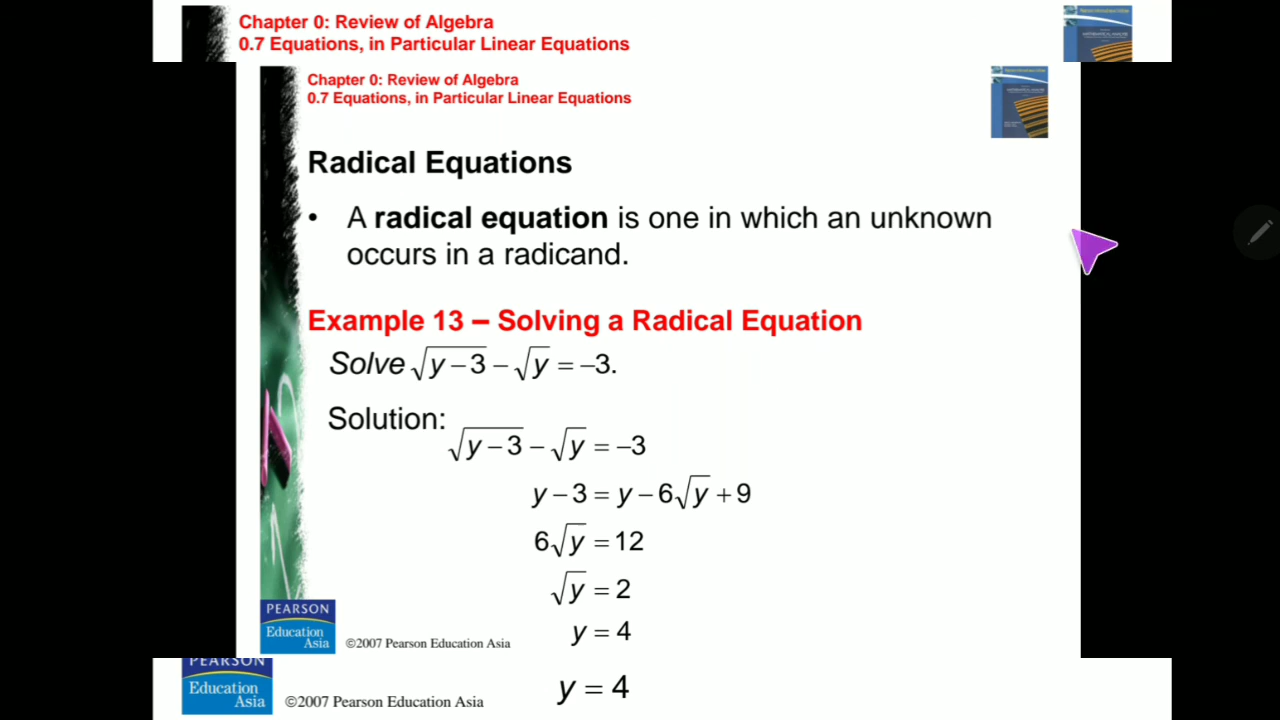 Chapter 0: Review of Algebra
0.7 Equations, in Particular Linear Equations
Chapter 0: Review of Algebra
0.7 Equations, in Particular Linear Equations
Radical Equations
• A radical equation is one in which an unknown
occurs in a radicand.
Example 13 – Solving a Radical Equation
Solve √(y – 3) – √y = –3.
Solution:
√(y – 3) – √y = –3
y – 3 = y – 6√y + 9
6√y = 12
√y = 2
y = 4
PEARSON
Education
Asia
©2007 Pearson Education Asia
PEARSON
Education
Asia
©2007 Pearson Education Asia
y = 4